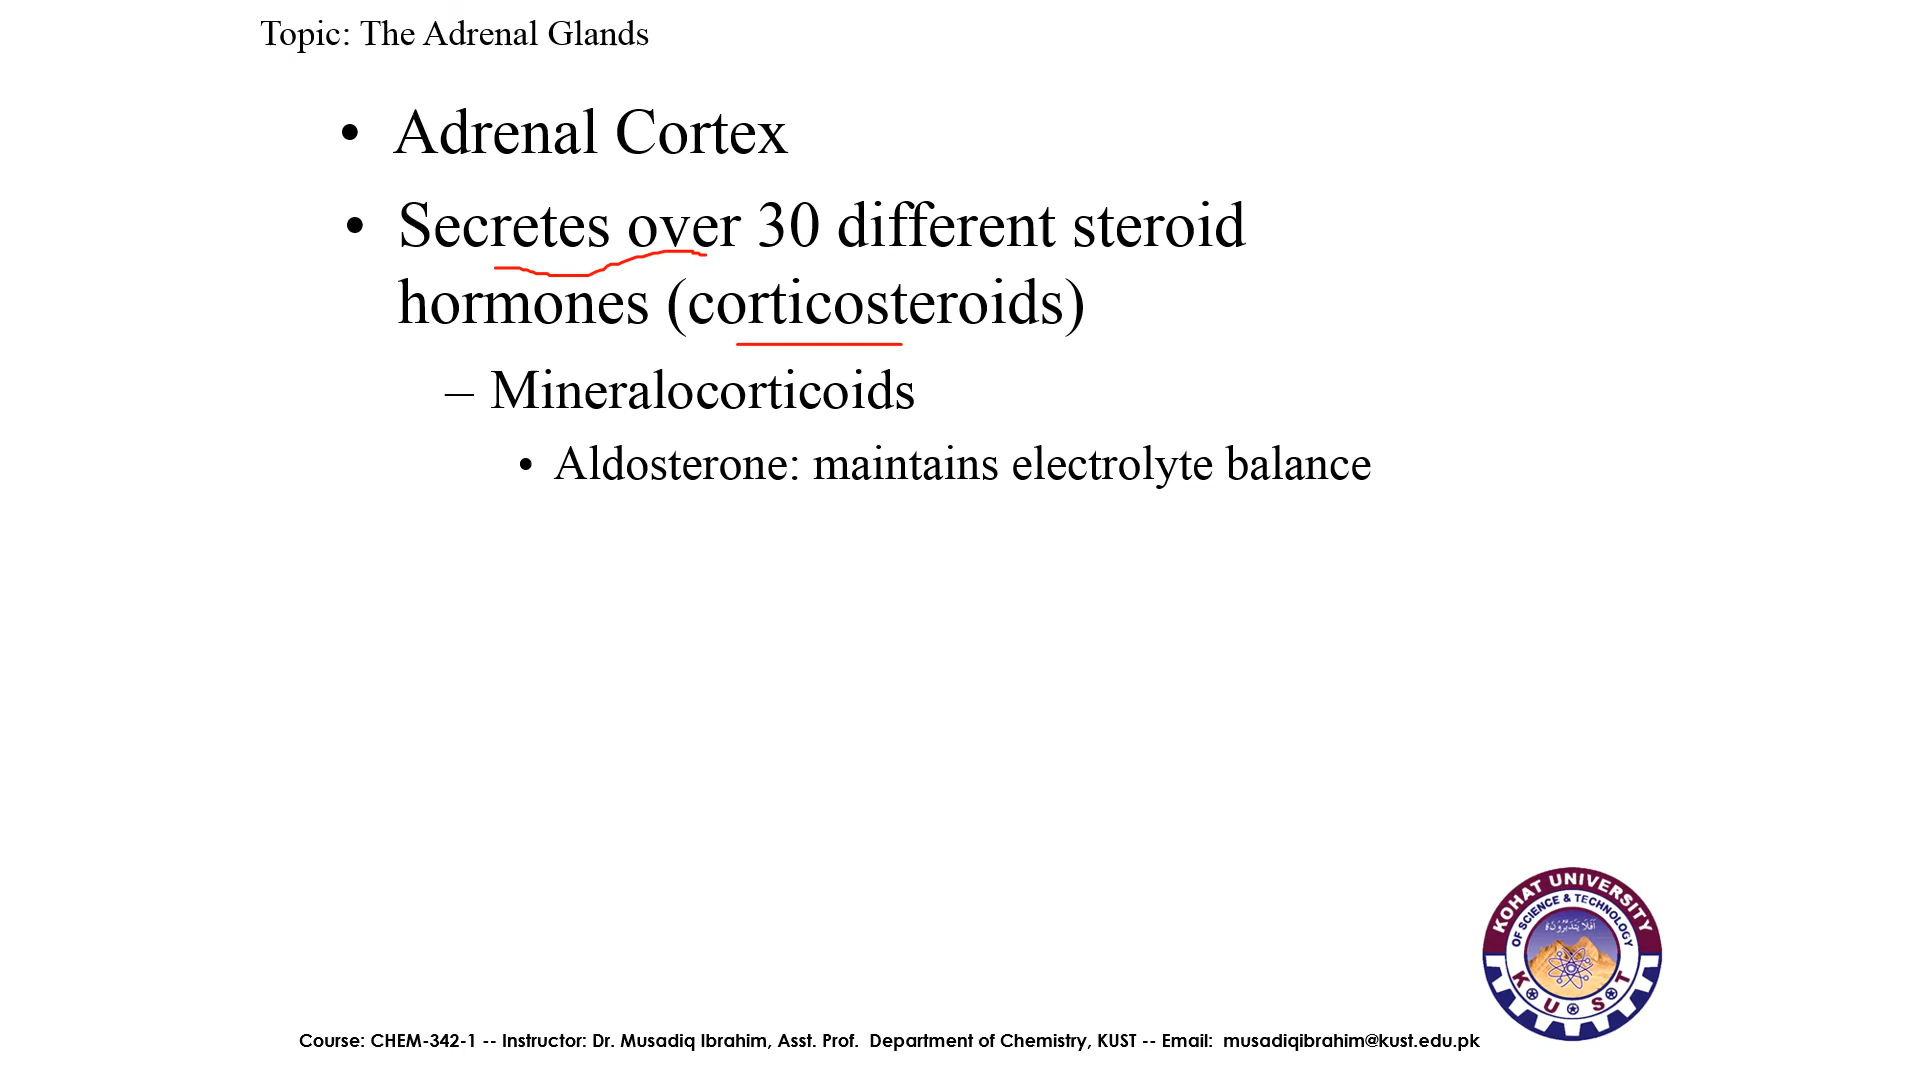 Topic: The Adrenal Glands
• Adrenal Cortex
• Secretes over 30 different steroid
hormones (corticosteroids)
– Mineralocorticoids
• Aldosterone: maintains electrolyte balance
KOHAT UNIVERSITY
OF SCIENCE & TECHNOLOGY
K U S T
Course: CHEM-342-1 -- Instructor: Dr. Musadiq Ibrahim, Asst. Prof. Department of Chemistry, KUST -- Email: musadiqibrahim@kust.edu.pk